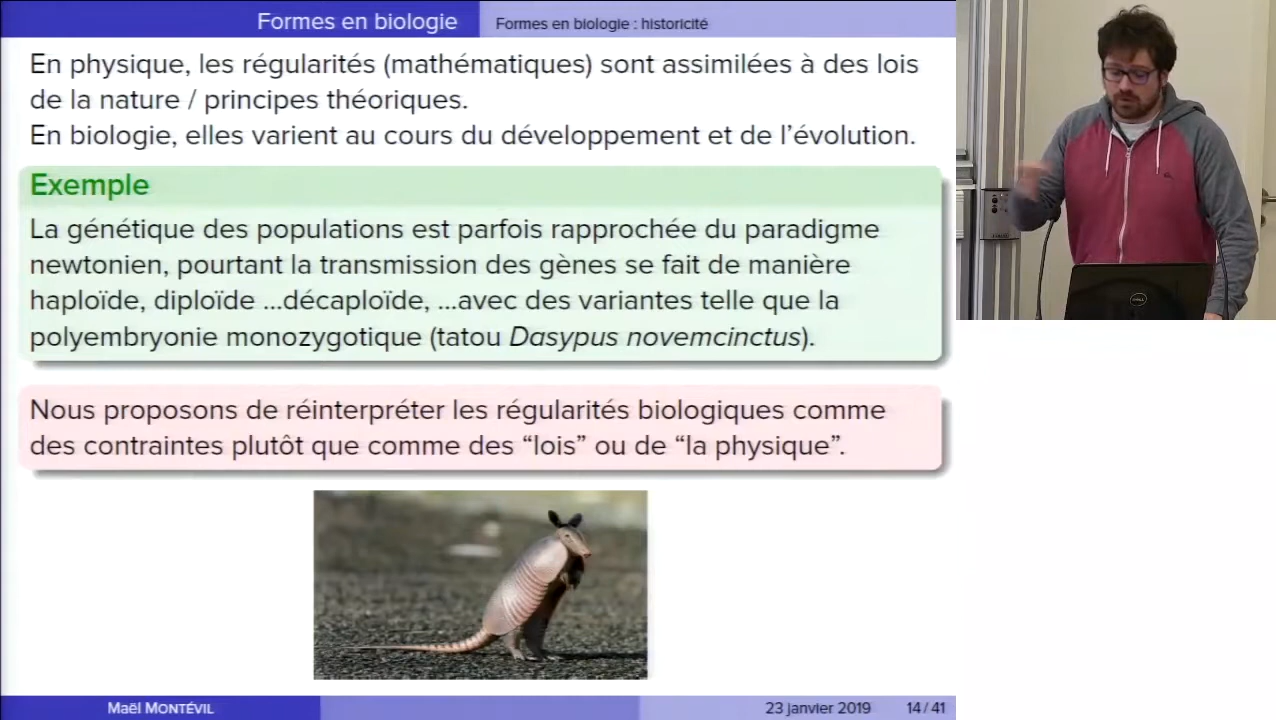 Formes en biologie
Formes en biologie : historicité
En physique, les régularités (mathématiques) sont assimilées à des lois
de la nature / principes théoriques.
En biologie, elles varient au cours du développement et de l'évolution.
Exemple
La génétique des populations est parfois rapprochée du paradigme
newtonien, pourtant la transmission des gènes se fait de manière
haploïde, diploïde ...décaploïde, ...avec des variantes telle que la
polyembryonie monozygotique (tatou Dasypus novemcinctus).
Nous proposons de réinterpréter les régularités biologiques comme
des contraintes plutôt que comme des “lois” ou de “la physique”.
Maël MONTÉVIL
23 janvier 2019
14 / 41
DELL